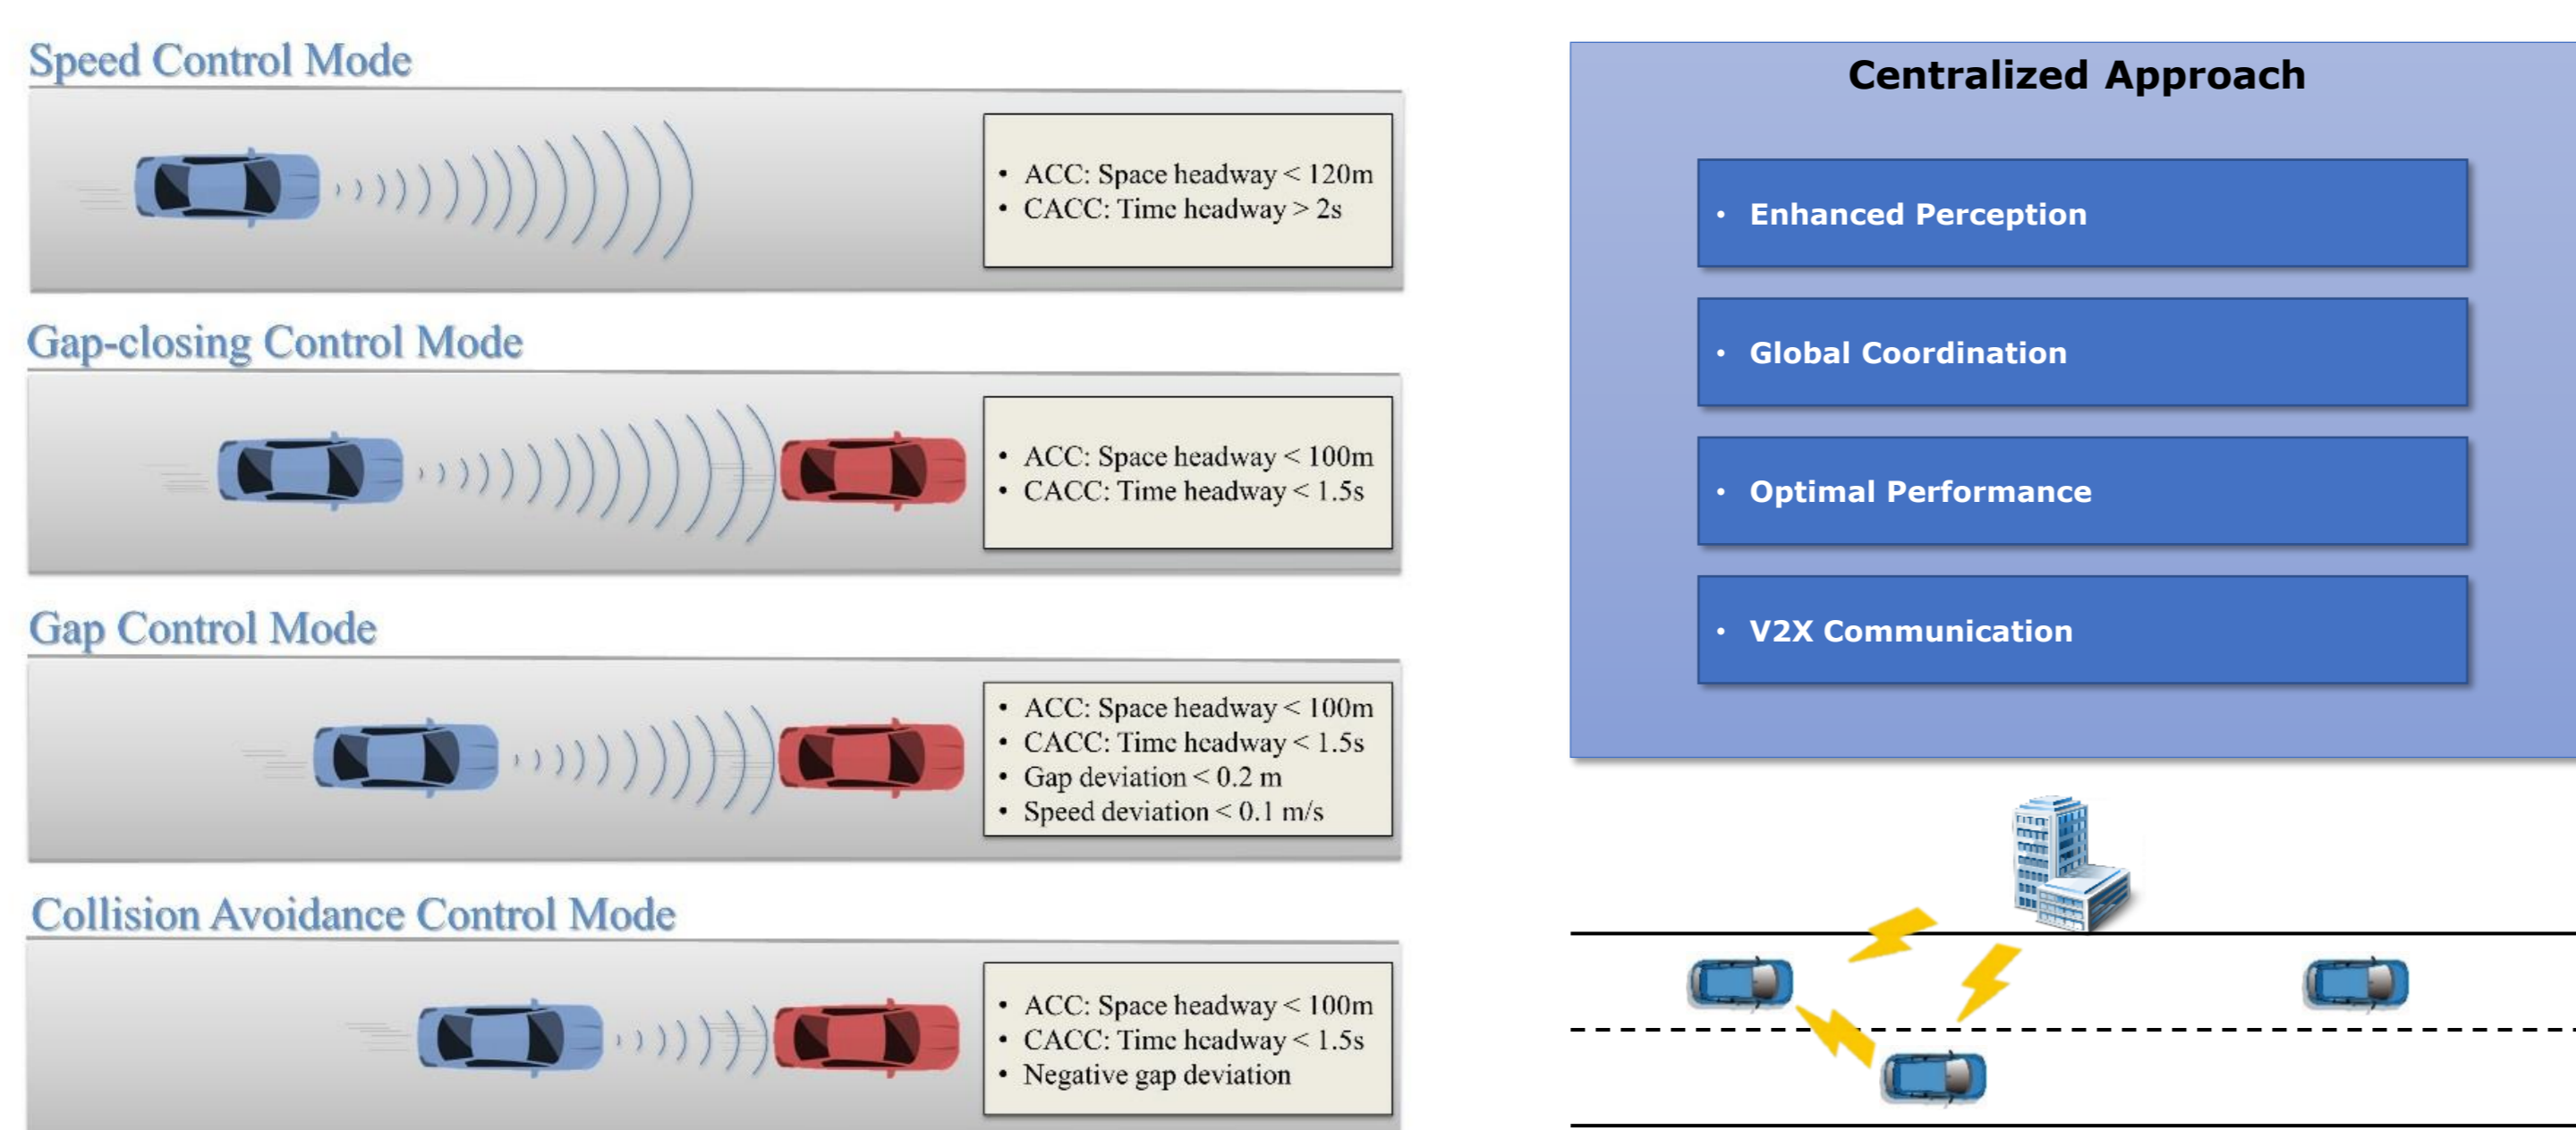 Speed Control Mode
• ACC: Space headway < 120m
• CACC: Time headway > 2s
Gap-closing Control Mode
• ACC: Space headway < 100m
• CACC: Time headway < 1.5s
Gap Control Mode
• ACC: Space headway < 100m
• CACC: Time headway < 1.5s
• Gap deviation < 0.2 m
• Speed deviation < 0.1 m/s
Collision Avoidance Control Mode
• ACC: Space headway < 100m
• CACC: Time headway < 1.5s
• Negative gap deviation
Centralized Approach
• Enhanced Perception
• Global Coordination
• Optimal Performance
• V2X Communication